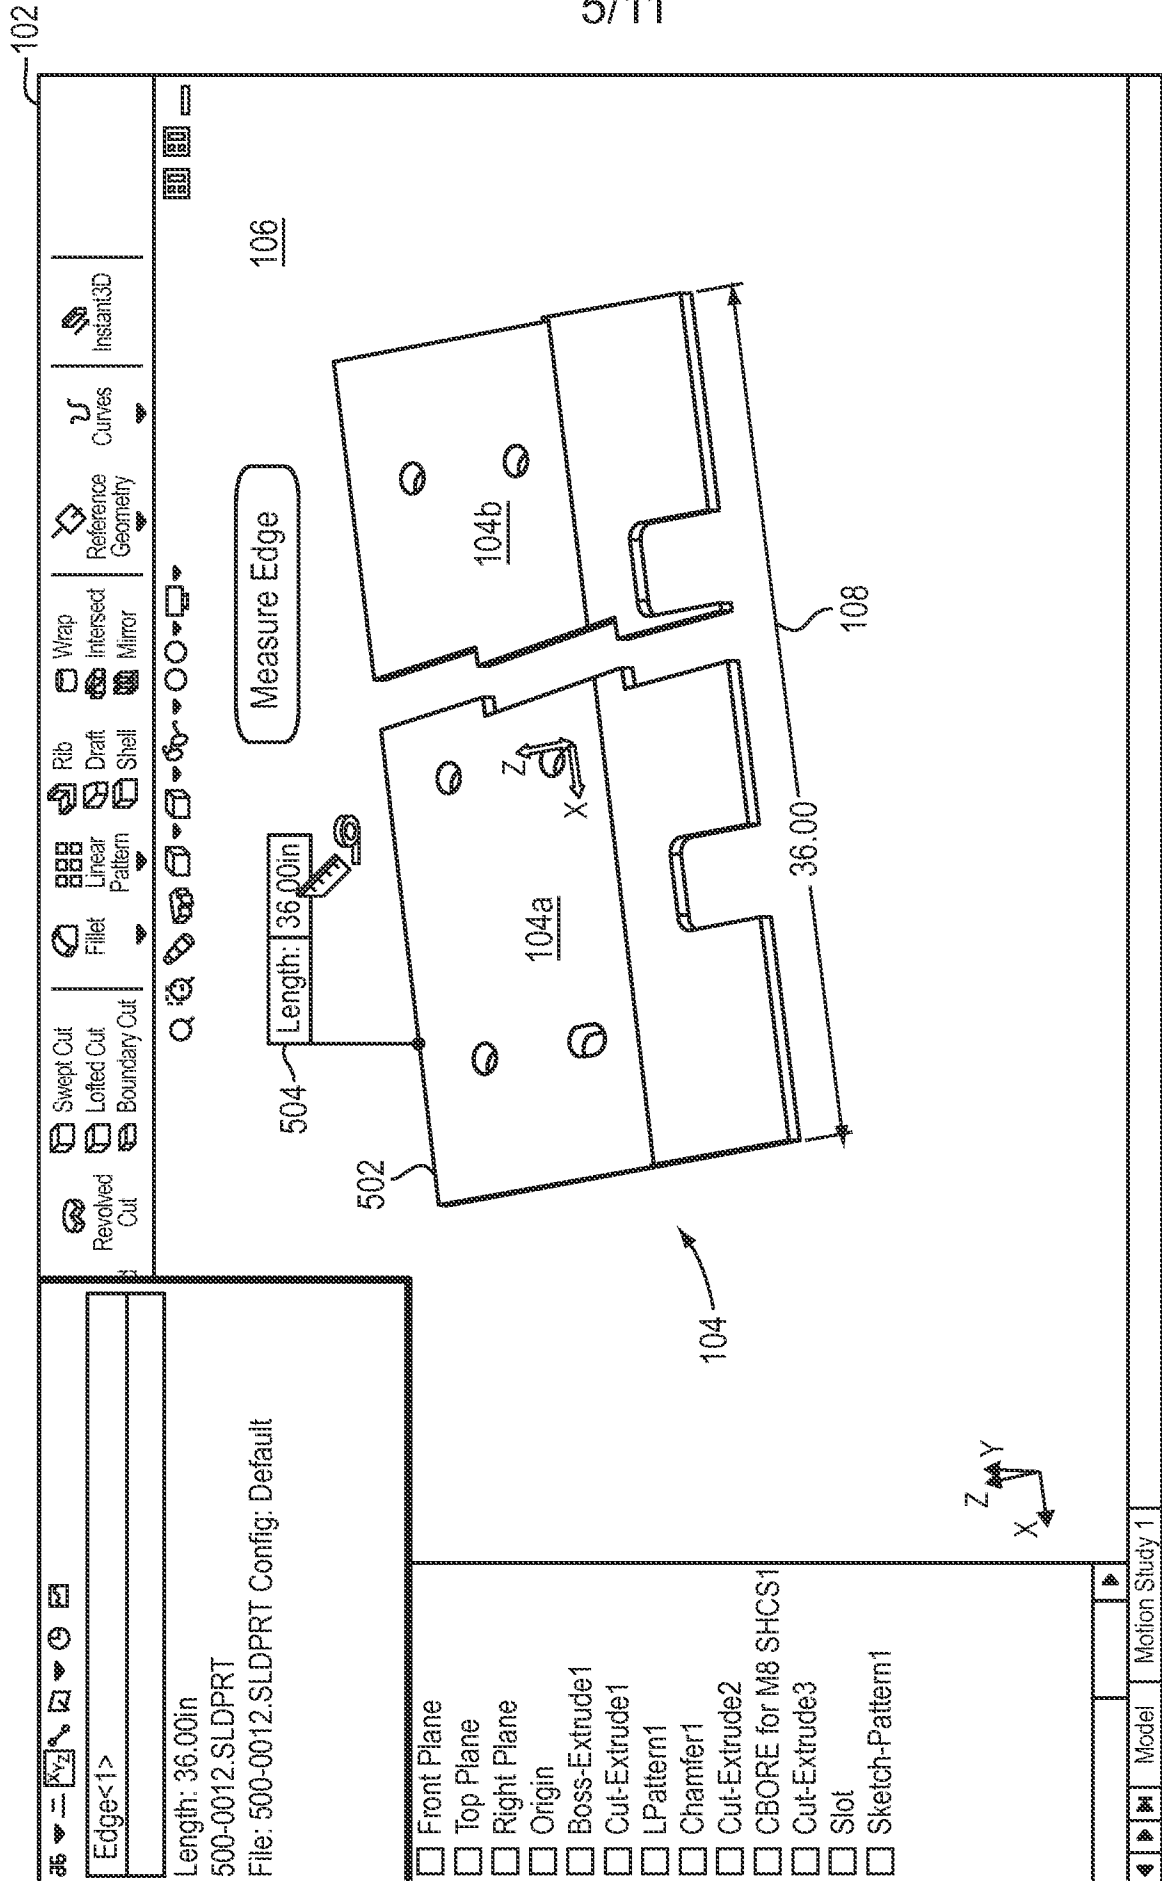 5/11
102
Revolved
Cut
Swept Cut
Lofted Cut
Boundary Cut
Fillet
Linear
Pattern
Rib
Draft
Shell
Wrap
Intersect
Mirror
Reference
Geometry
Curves
Instant3D
XYZ
Edge<1>
Length: 36.00in
500-0012.SLDPRT
File: 500-0012.SLDPRT Config: Default
Front Plane
Top Plane
Right Plane
Origin
Boss-Extrude1
Cut-Extrude1
LPattern1
Chamfer1
Cut-Extrude2
CBORE for M8 SHCS1
Cut-Extrude3
Slot
Sketch-Pattern1
106
Measure Edge
504
Length: 36.00in
502
104a
104b
Z
X
36.00
108
104
Z
Y
X
Model
Motion Study 1